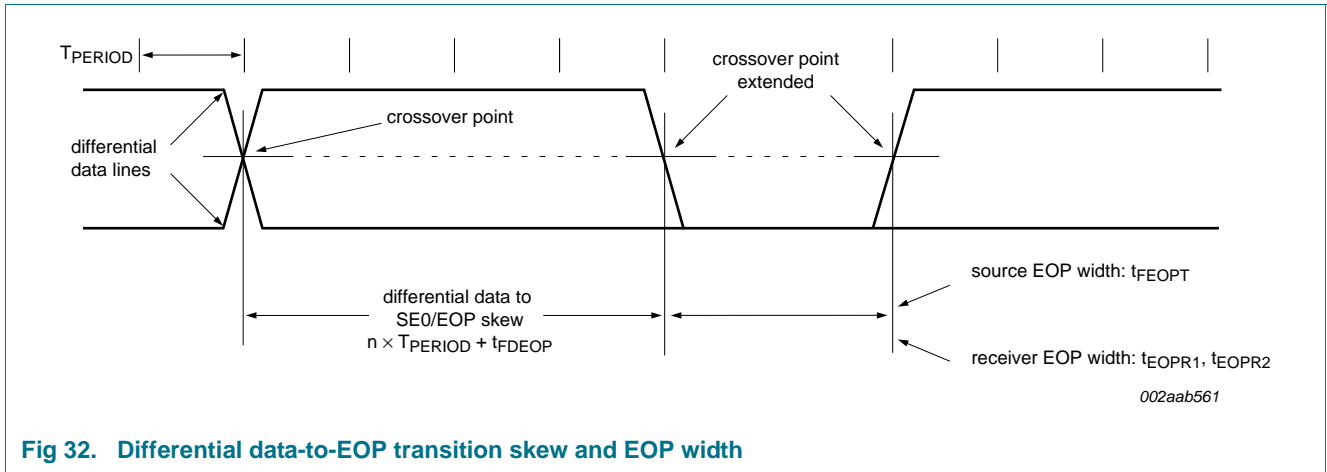 TPERIOD
crossover point
extended
crossover point
differential
data lines
source EOP width: tFEOPT
differential data to
SE0/EOP skew
n × TPERIOD + tFDEOP
receiver EOP width: tEOPR1, tEOPR2
002aab561
Fig 32. Differential data-to-EOP transition skew and EOP width